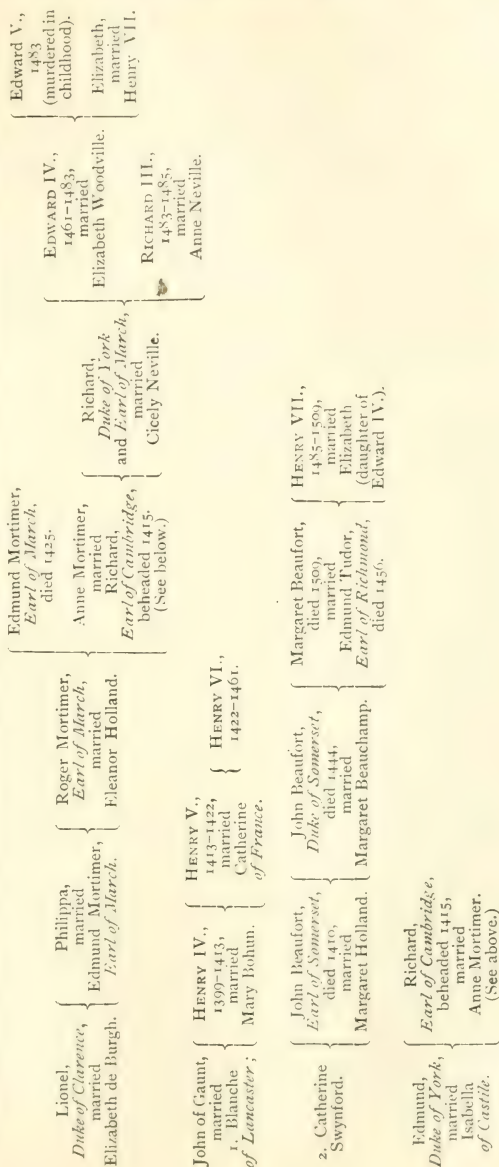 Lionel,
Duke of Clarence,
married
Elizabeth de Burgh.
Philippa,
married
Edmund Mortimer,
Earl of March.
Roger Mortimer,
Earl of March,
married
Eleanor Holland.
Edmund Mortimer,
Earl of March,
died 1425.
Anne Mortimer,
married
Richard,
Earl of Cambridge,
beheaded 1415.
(See below.)
Richard,
Duke of York
and Earl of March,
married
Cicely Neville.
EDWARD IV.,
1461-1483,
married
Elizabeth Woodville.
RICHARD III.,
1483-1485,
married
Anne Neville.
Edward V.,
1483
(murdered in
childhood).
Elizabeth,
married
Henry VII.
John of Gaunt,
married
1. Blanche
of Lancaster;
HENRY IV.,
1399-1413,
married
Mary Bohun.
HENRY V.,
1413-1422,
married
Catherine
of France.
HENRY VI.,
1422-1461.
2. Catherine
Swynford.
John Beaufort,
Earl of Somerset,
died 1410,
married
Margaret Holland.
John Beaufort,
Duke of Somerset,
died 1444,
married
Margaret Beauchamp.
Margaret Beaufort,
died 1509,
married
Edmund Tudor,
Earl of Richmond,
died 1456.
HENRY VII.,
1485-1509,
married
Elizabeth
(daughter of
Edward IV.).
Edmund,
Duke of York,
married
Isabella
of Castile.
Richard,
Earl of Cambridge,
beheaded 1415,
married
Anne Mortimer.
(See above.)